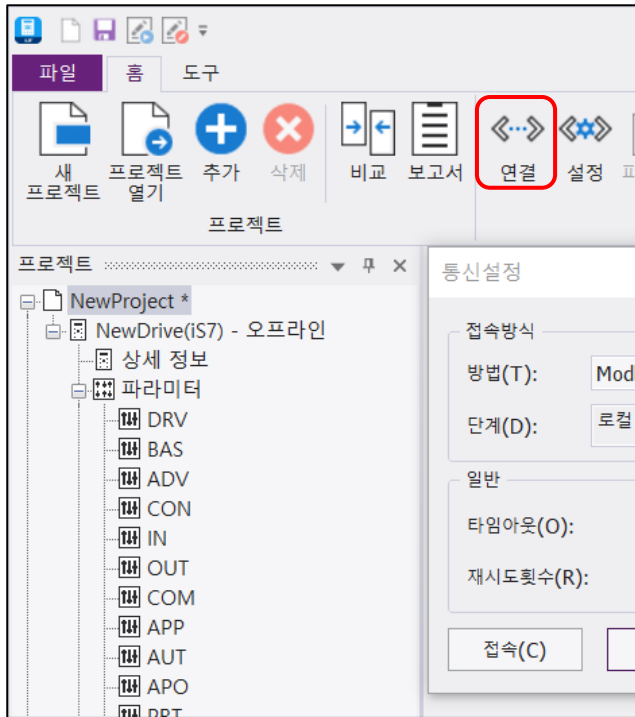 파일 홈 도구
새 프로젝트 추가 삭제 비교 보고서 연결 설정
프로젝트 열기
프로젝트
프로젝트
NewProject *
NewDrive(iS7) - 오프라인
상세 정보
파라미터
DRV
BAS
ADV
CON
IN
OUT
COM
APP
AUT
APO
통신설정
접속방식
방법(T):
단계(D): 로컬
일반
타임아웃(O):
재시도횟수(R):
접속(C)